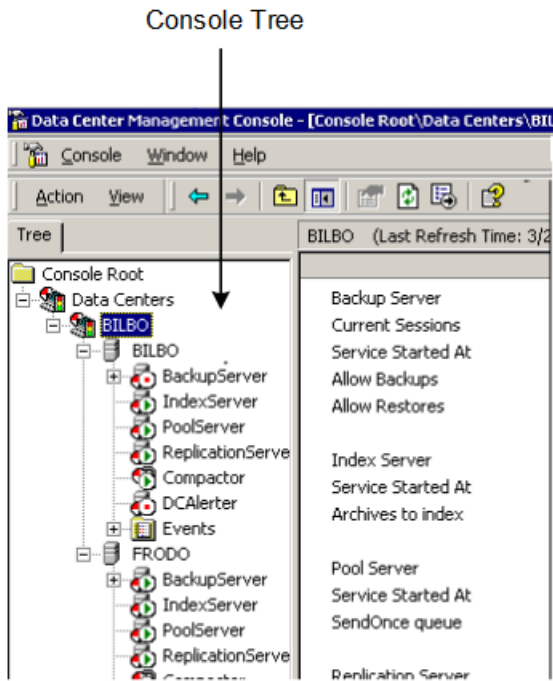 Console Tree
Data Center Management Console - [Console Root\Data Centers\BIL
Console Window Help
Action View
Tree
BILBO (Last Refresh Time: 3/2
Console Root
Data Centers
BILBO
BILBO
BackupServer
IndexServer
PoolServer
ReplicationServe
Compactor
DCAlerter
Events
FRODO
BackupServer
IndexServer
PoolServer
ReplicationServe
Compactor
Backup Server
Current Sessions
Service Started At
Allow Backups
Allow Restores
Index Server
Service Started At
Archives to index
Pool Server
Service Started At
SendOnce queue
Replication Server